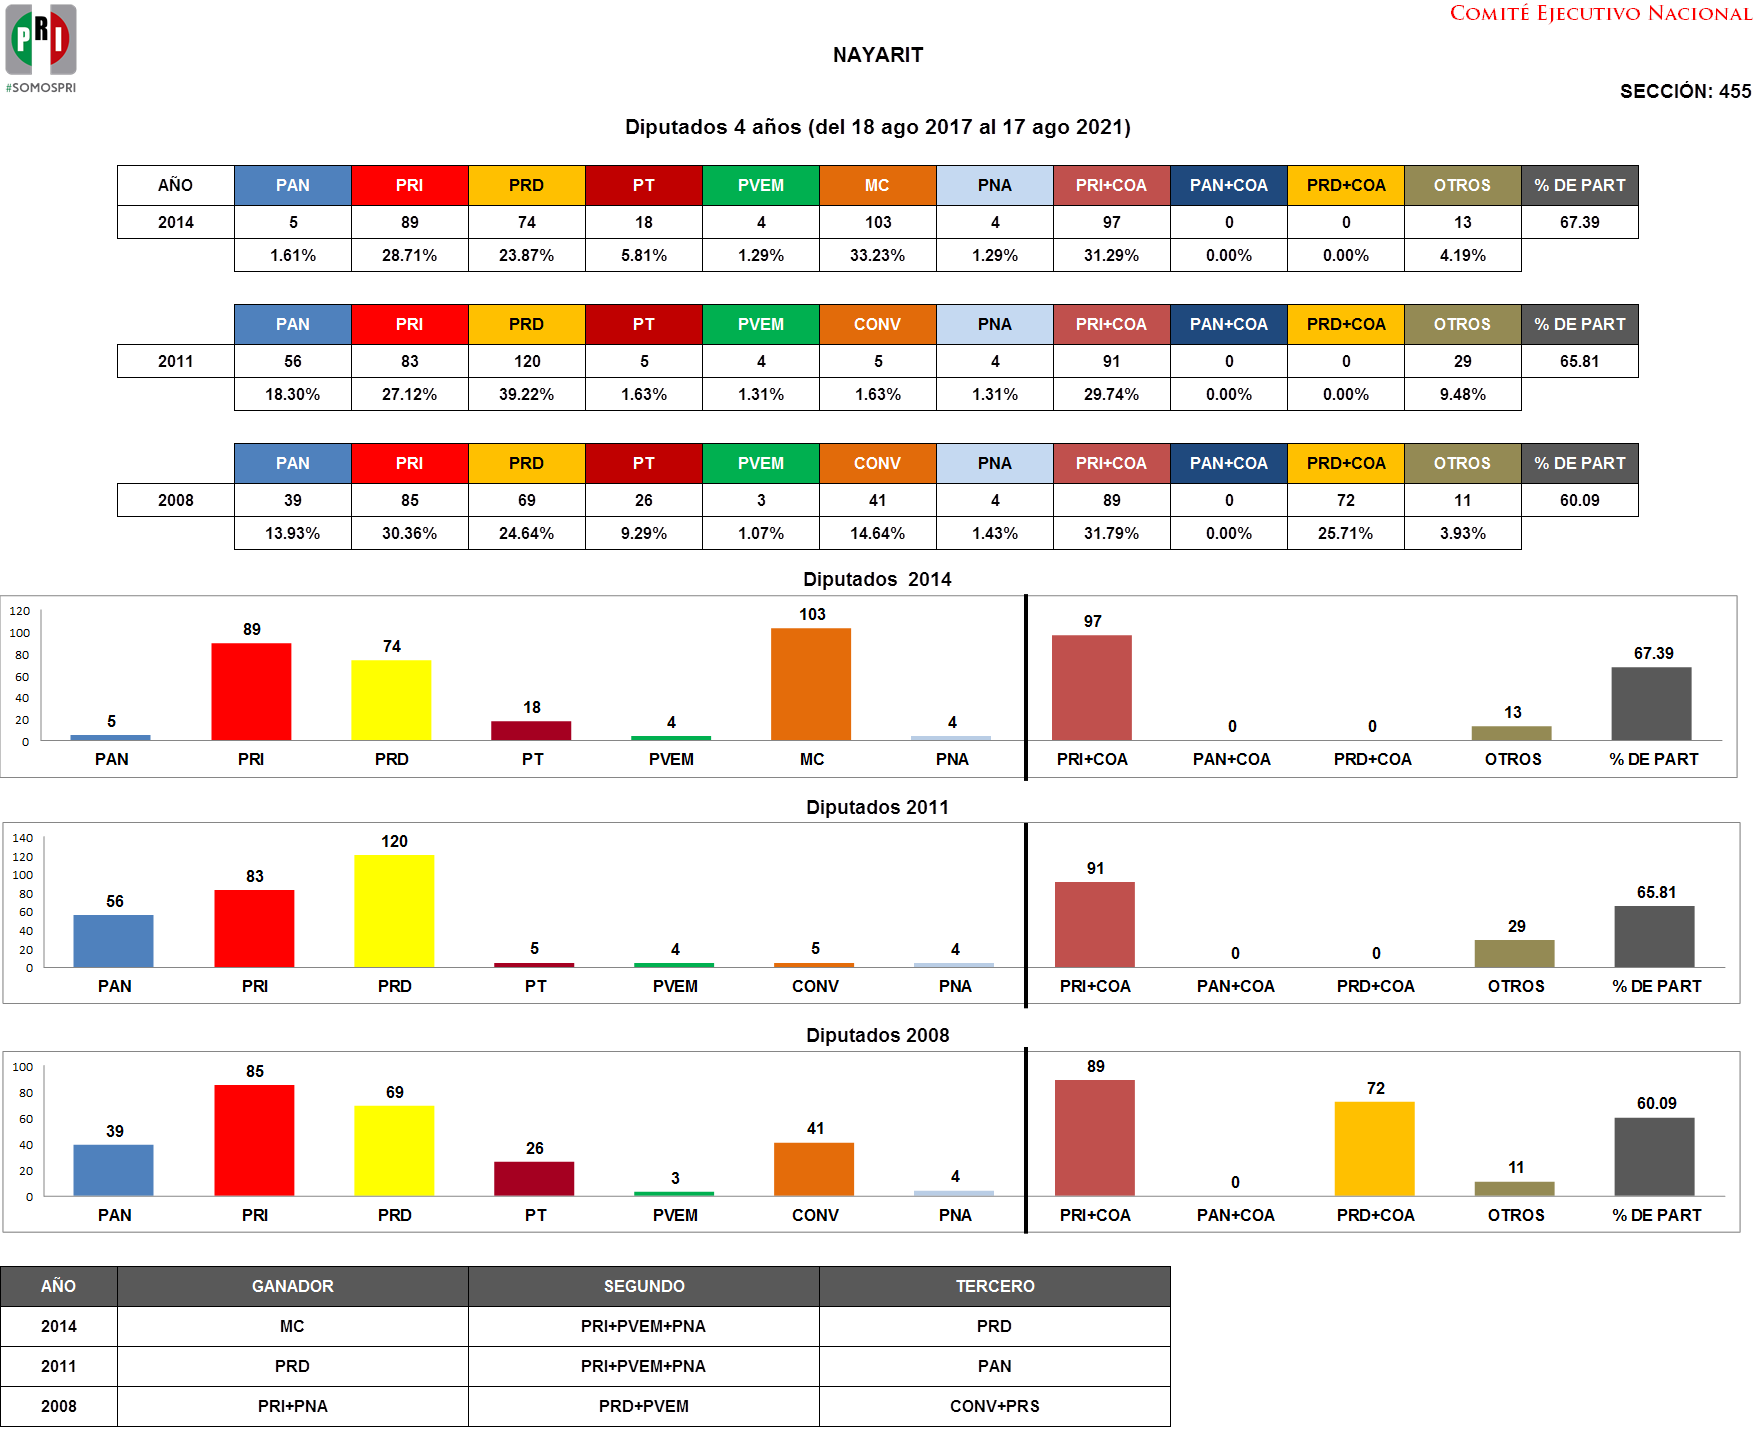 PRI
#SOMOSPRI
COMITÉ EJECUTIVO NACIONAL
NAYARIT
SECCIÓN: 455
Diputados 4 años (del 18 ago 2017 al 17 ago 2021)
AÑO PAN PRI PRD PT PVEM MC PNA PRI+COA PAN+COA PRD+COA OTROS % DE PART
2014 5 89 74 18 4 103 4 97 0 0 13 67.39
1.61% 28.71% 23.87% 5.81% 1.29% 33.23% 1.29% 31.29% 0.00% 0.00% 4.19%
PAN PRI PRD PT PVEM CONV PNA PRI+COA PAN+COA PRD+COA OTROS % DE PART
2011 56 83 120 5 4 5 4 91 0 0 29 65.81
18.30% 27.12% 39.22% 1.63% 1.31% 1.63% 1.31% 29.74% 0.00% 0.00% 9.48%
PAN PRI PRD PT PVEM CONV PNA PRI+COA PAN+COA PRD+COA OTROS % DE PART
2008 39 85 69 26 3 41 4 89 0 72 11 60.09
13.93% 30.36% 24.64% 9.29% 1.07% 14.64% 1.43% 31.79% 0.00% 25.71% 3.93%
Diputados 2014
120
100
80
60
40
20
0
5 89 74 18 4 103 4 97 0 0 13 67.39
PAN PRI PRD PT PVEM MC PNA PRI+COA PAN+COA PRD+COA OTROS % DE PART
Diputados 2011
140
120
100
80
60
40
20
0
56 83 120 5 4 5 4 91 0 0 29 65.81
PAN PRI PRD PT PVEM CONV PNA PRI+COA PAN+COA PRD+COA OTROS % DE PART
Diputados 2008
100
80
60
40
20
0
39 85 69 26 3 41 4 89 0 72 11 60.09
PAN PRI PRD PT PVEM CONV PNA PRI+COA PAN+COA PRD+COA OTROS % DE PART
AÑO GANADOR SEGUNDO TERCERO
2014 MC PRI+PVEM+PNA PRD
2011 PRD PRI+PVEM+PNA PAN
2008 PRI+PNA PRD+PVEM CONV+PRS